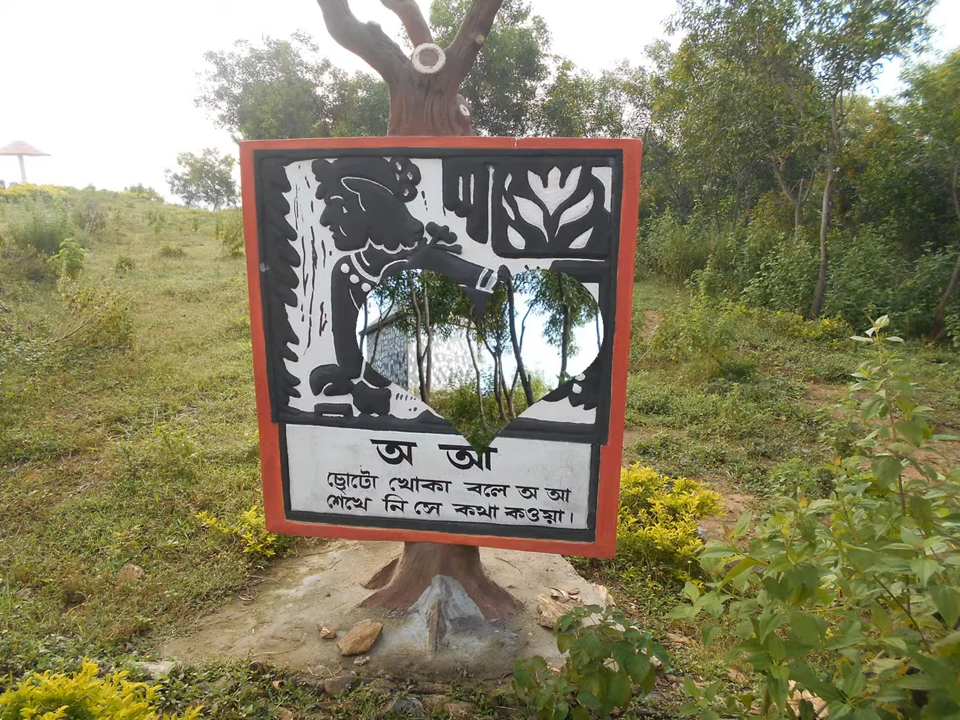 অ আ
ছোটো খোকা বলে অ আ
শেখে নি সে কথা কওয়া।